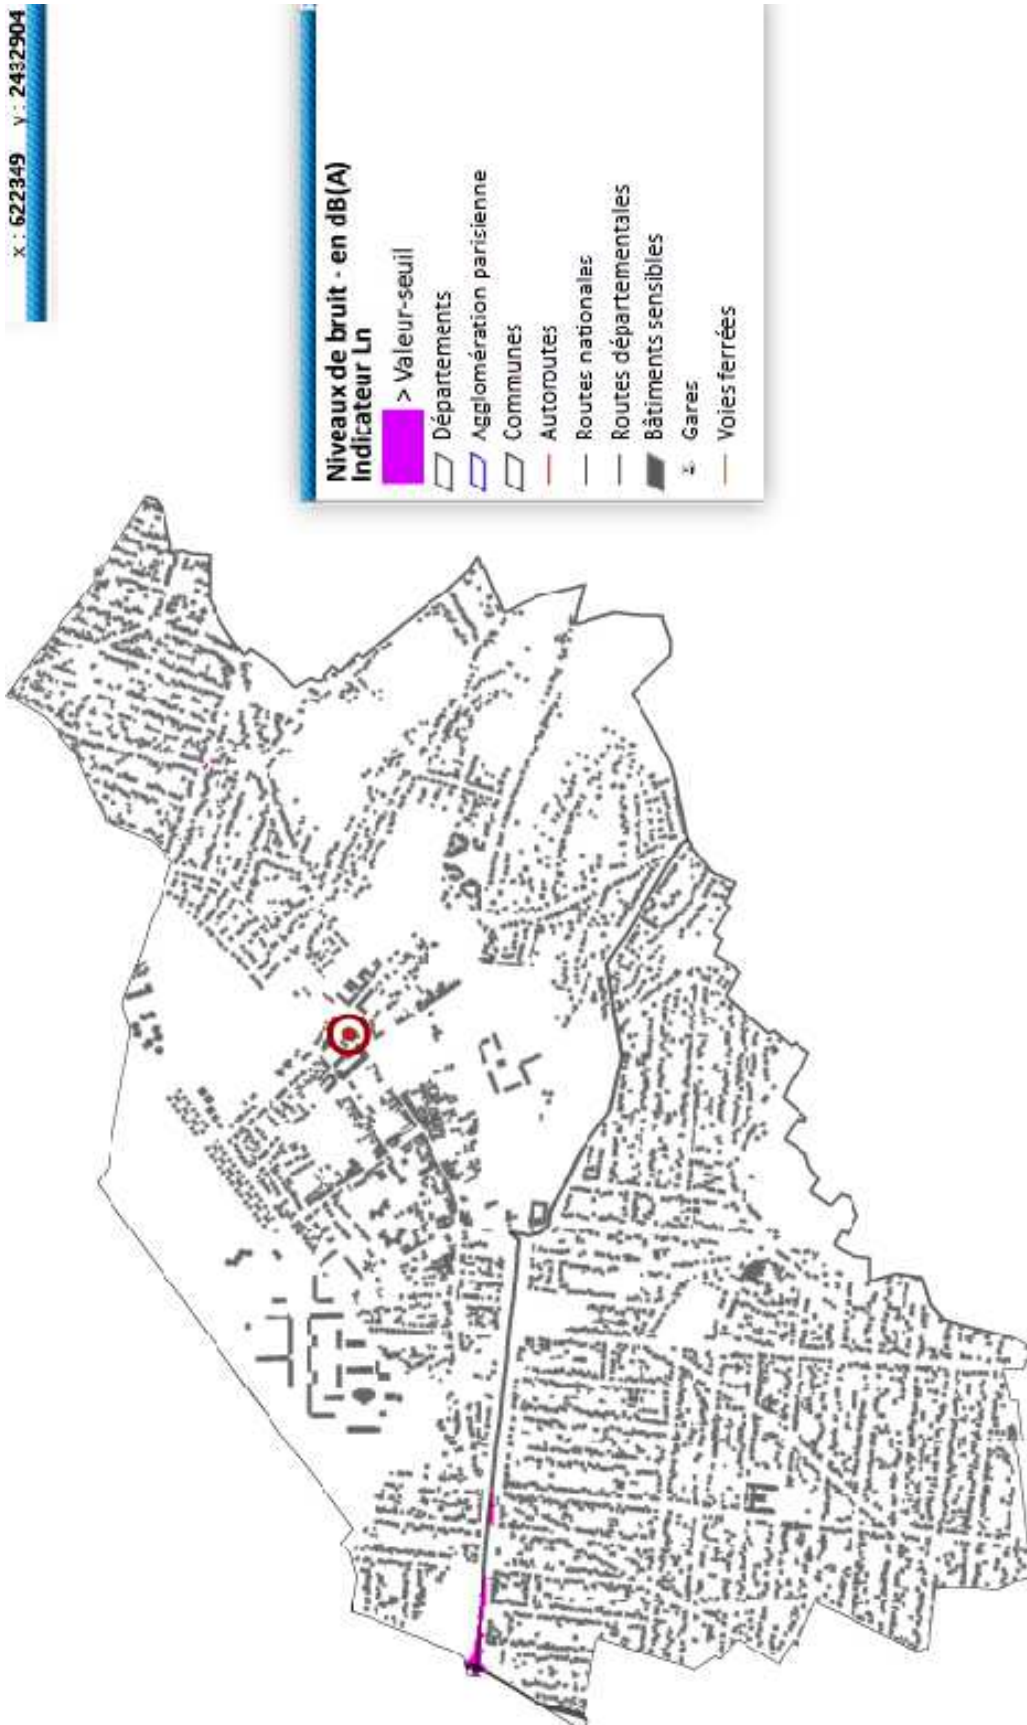 x : 622349 y : 2432904
Niveaux de bruit - en dB(A)
Indicateur Ln
> Valeur-seuil
Départements
Agglomération parisienne
Communes
Autoroutes
Routes nationales
Routes départementales
Bâtiments sensibles
Gares
Voies ferrées